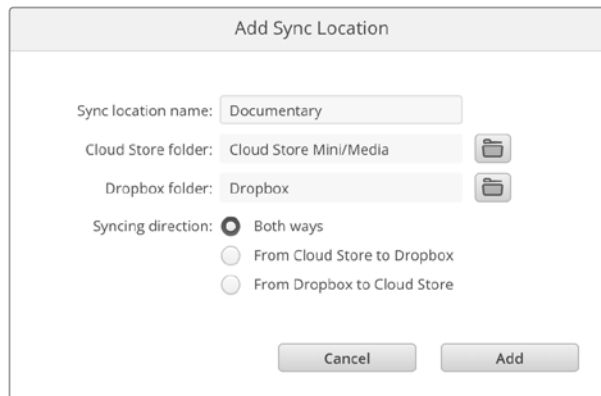 Add Sync Location
Sync location name: Documentary
Cloud Store folder: Cloud Store Mini/Media
Dropbox folder: Dropbox
Syncing direction: Both ways
From Cloud Store to Dropbox
From Dropbox to Cloud Store
Cancel Add